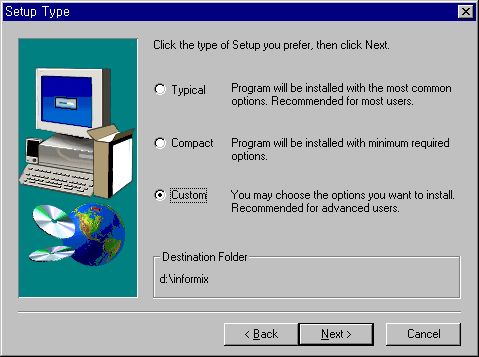 Setup Type
Click the type of Setup you prefer, then click Next.
Typical
Program will be installed with the most common
options. Recommended for most users.
Compact
Program will be installed with minimum required
options.
Custom
You may choose the options you want to install.
Recommended for advanced users.
Destination Folder
d:\informix
< Back
Next >
Cancel